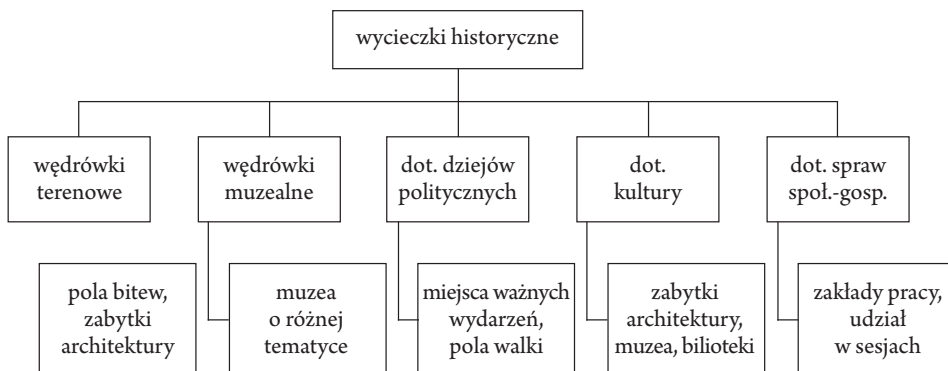 wycieczki historyczne
wędrówki
terenowe
wędrówki
muzealne
dot. dziejów
politycznych
dot.
kultury
dot. spraw
społ.-gosp.
pola bitew,
zabytki
architektury
muzea
o różnej
tematyce
miejsca ważnych
wydarzeń,
pola walki
zabytki
architektury,
muzea, bilioteki
zakłady pracy,
udział
w sesjach